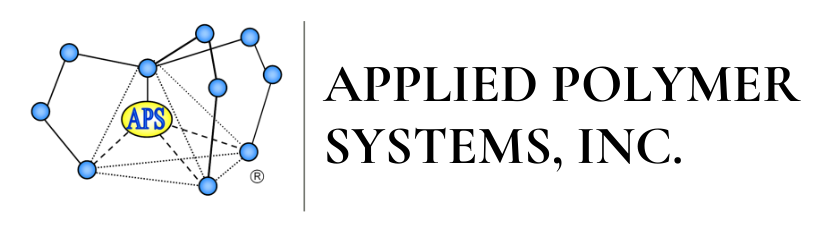 APS
®
APPLIED POLYMER
SYSTEMS, INC.